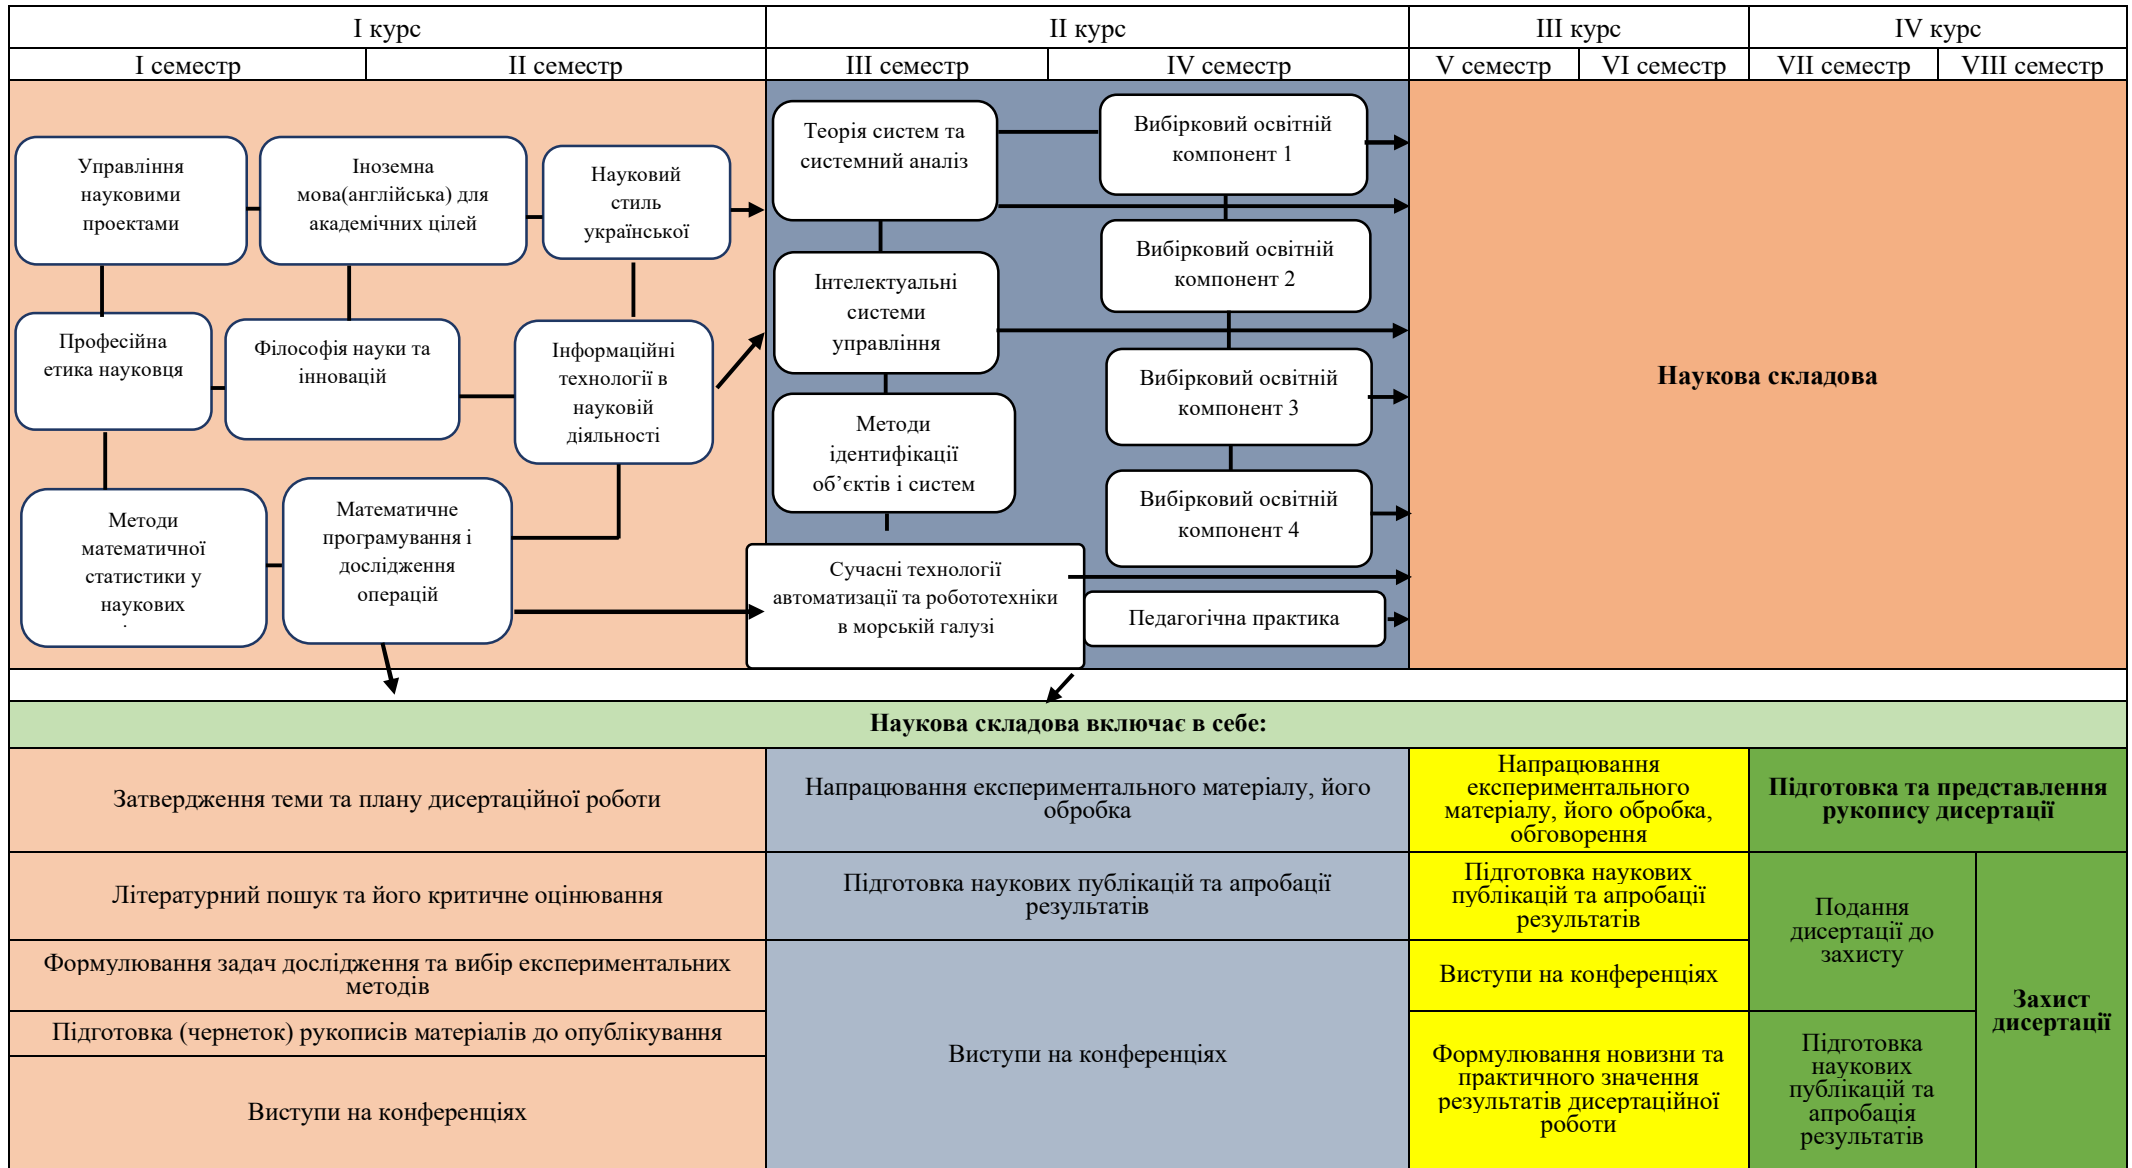 I курс
II курс
III курс
IV курс
I семестр
II семестр
III семестр
IV семестр
V семестр
VI семестр
VII семестр
VIII семестр
Управління
науковими
проектами
Іноземна
мова(англійська) для
академічних цілей
Науковий
стиль
української
Професійна
етика науковця
Філософія науки та
інновацій
Інформаційні
технології в
науковій
діяльності
Методи
математичної
статистики у
наукових
Математичне
програмування і
дослідження
операцій
Теорія систем та
системний аналіз
Інтелектуальні
системи
управління
Методи
ідентифікації
об’єктів і систем
Сучасні технології
автоматизації та робототехніки
в морській галузі
Вибірковий освітній
компонент 1
Вибірковий освітній
компонент 2
Вибірковий освітній
компонент 3
Вибірковий освітній
компонент 4
Педагогічна практика
Наукова складова
Наукова складова включає в себе:
Затвердження теми та плану дисертаційної роботи
Напрацювання експериментального матеріалу, його
обробка
Напрацювання
експериментального
матеріалу, його обробка,
обговорення
Підготовка та представлення
рукопису дисертації
Літературний пошук та його критичне оцінювання
Підготовка наукових публікацій та апробації
результатів
Підготовка наукових
публікацій та апробації
результатів
Подання
дисертації до
захисту
Захист
дисертації
Формулювання задач дослідження та вибір експериментальних
методів
Виступи на конференціях
Виступи на конференціях
Підготовка (чернеток) рукописів матеріалів до опублікування
Формулювання новизни та
практичного значення
результатів дисертаційної
роботи
Підготовка
наукових
публікацій та
апробація
результатів
Виступи на конференціях